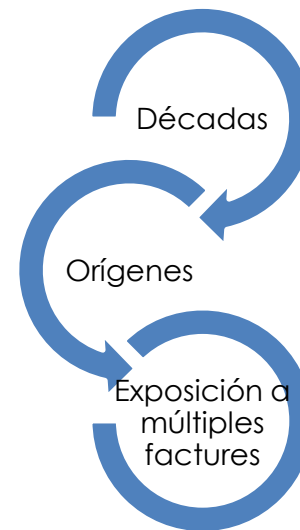 Décadas
Orígenes
Exposición a
múltiples
factures